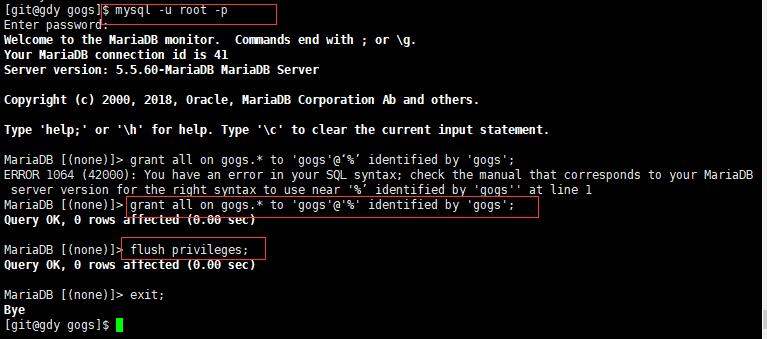 [git@gdy gogs]$ mysql -u root -p
Enter password:
Welcome to the MariaDB monitor.  Commands end with ; or \g.
Your MariaDB connection id is 41
Server version: 5.5.60-MariaDB MariaDB Server
Copyright (c) 2000, 2018, Oracle, MariaDB Corporation Ab and others.
Type 'help;' or '\h' for help. Type '\c' to clear the current input statement.
MariaDB [(none)]> grant all on gogs.* to 'gogs'@‘%’ identified by 'gogs';
ERROR 1064 (42000): You have an error in your SQL syntax; check the manual that corresponds to your MariaDB
server version for the right syntax to use near '%’ identified by 'gogs'' at line 1
MariaDB [(none)]> grant all on gogs.* to 'gogs'@'%' identified by 'gogs';
Query OK, 0 rows affected (0.00 sec)
MariaDB [(none)]> flush privileges;
Query OK, 0 rows affected (0.00 sec)
MariaDB [(none)]> exit;
Bye
[git@gdy gogs]$